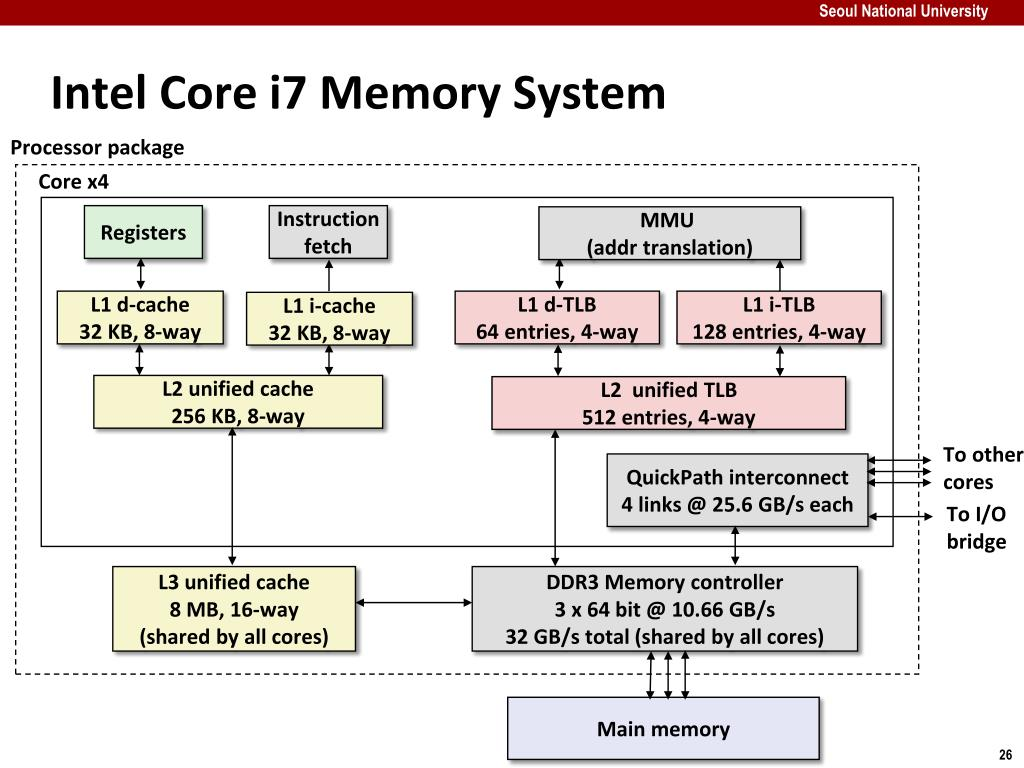 Seoul National University
Intel Core i7 Memory System
Processor package
Core x4
Registers
Instruction
fetch
MMU
(addr translation)
L1 d-cache
32 KB, 8-way
L1 i-cache
32 KB, 8-way
L1 d-TLB
64 entries, 4-way
L1 i-TLB
128 entries, 4-way
L2 unified cache
256 KB, 8-way
L2 unified TLB
512 entries, 4-way
QuickPath interconnect
4 links @ 25.6 GB/s each
To other
cores
To I/O
bridge
L3 unified cache
8 MB, 16-way
(shared by all cores)
DDR3 Memory controller
3 x 64 bit @ 10.66 GB/s
32 GB/s total (shared by all cores)
Main memory
26